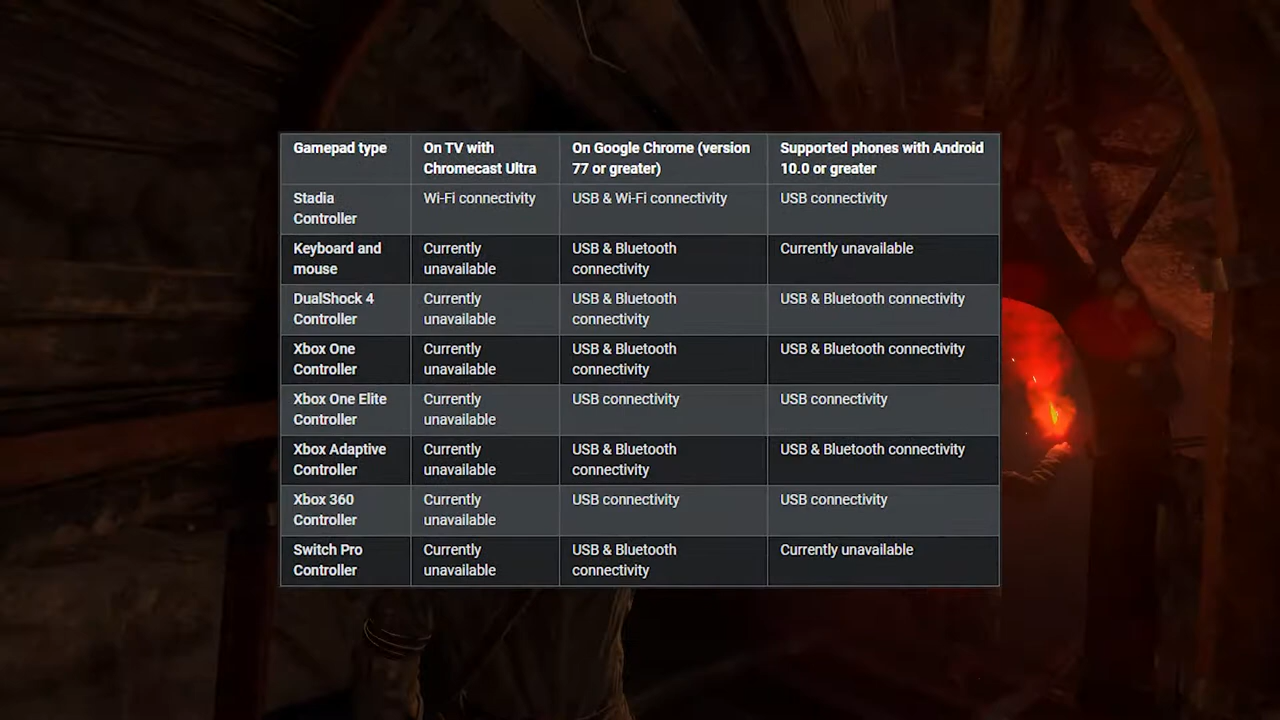 Gamepad type
On TV with
Chromecast Ultra
On Google Chrome (version
77 or greater)
Supported phones with Android
10.0 or greater
Stadia
Controller
Wi-Fi connectivity
USB & Wi-Fi connectivity
USB connectivity
Keyboard and
mouse
Currently
unavailable
USB & Bluetooth
connectivity
Currently unavailable
DualShock 4
Controller
Currently
unavailable
USB & Bluetooth
connectivity
USB & Bluetooth connectivity
Xbox One
Controller
Currently
unavailable
USB & Bluetooth
connectivity
USB & Bluetooth connectivity
Xbox One Elite
Controller
Currently
unavailable
USB connectivity
USB connectivity
Xbox Adaptive
Controller
Currently
unavailable
USB & Bluetooth
connectivity
USB & Bluetooth connectivity
Xbox 360
Controller
Currently
unavailable
USB connectivity
USB connectivity
Switch Pro
Controller
Currently
unavailable
USB & Bluetooth
connectivity
Currently unavailable